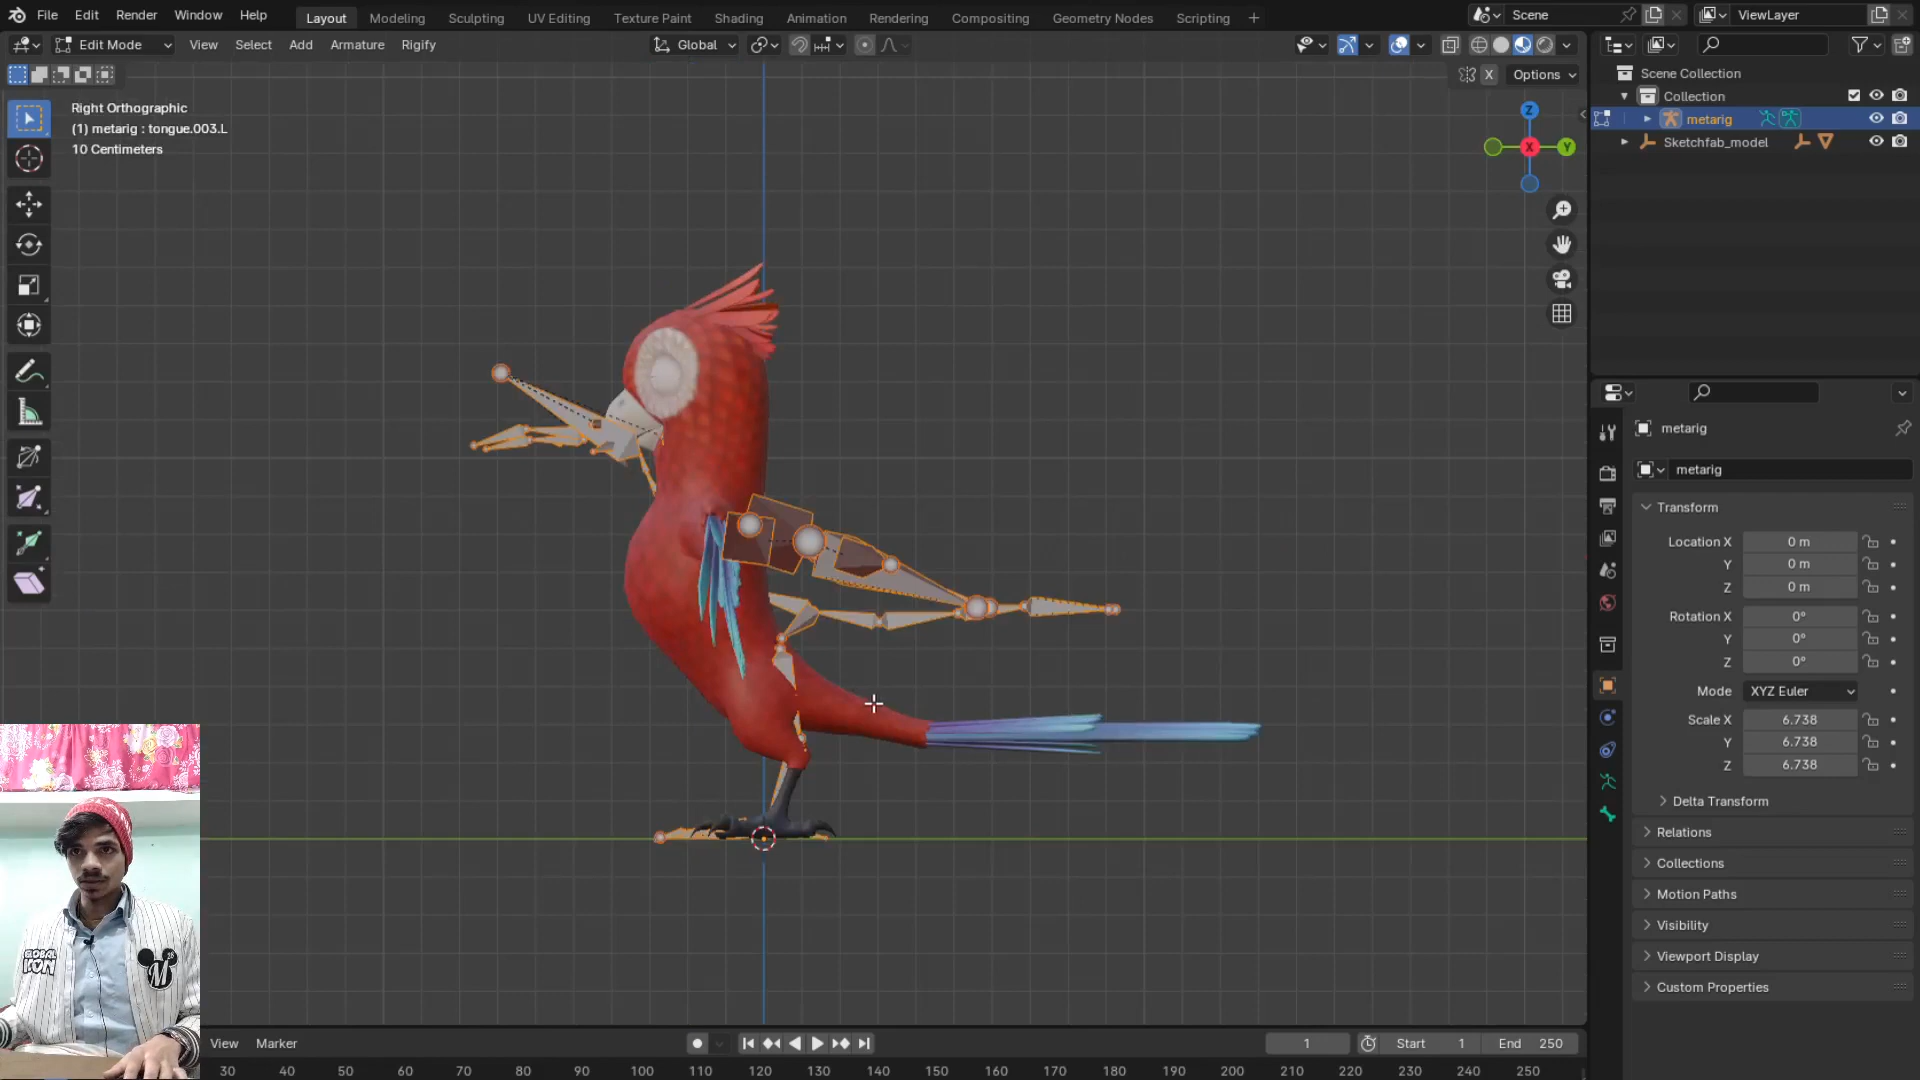 File Edit Render Window Help Layout Modeling Sculpting UV Editing Texture Paint Shading Animation Rendering Compositing Geometry Nodes Scripting + Scene ViewLayer
Edit Mode View Select Add Armature Rigify Global
X Options
Right Orthographic
(1) metarig : tongue.003.L
10 Centimeters
Z
X
Y
Scene Collection
Collection
metarig
Sketchfab_model
metarig
metarig
Transform
Location X 0 m
Y 0 m
Z 0 m
Rotation X 0°
Y 0°
Z 0°
Mode XYZ Euler
Scale X 6.738
Y 6.738
Z 6.738
Delta Transform
Relations
Collections
Motion Paths
Visibility
Viewport Display
Custom Properties
GLOBAL
ICON
M
View Marker 1 Start 1 End 250
30 40 50 60 70 80 90 100 110 120 130 140 150 160 170 180 190 200 210 220 230 240 250